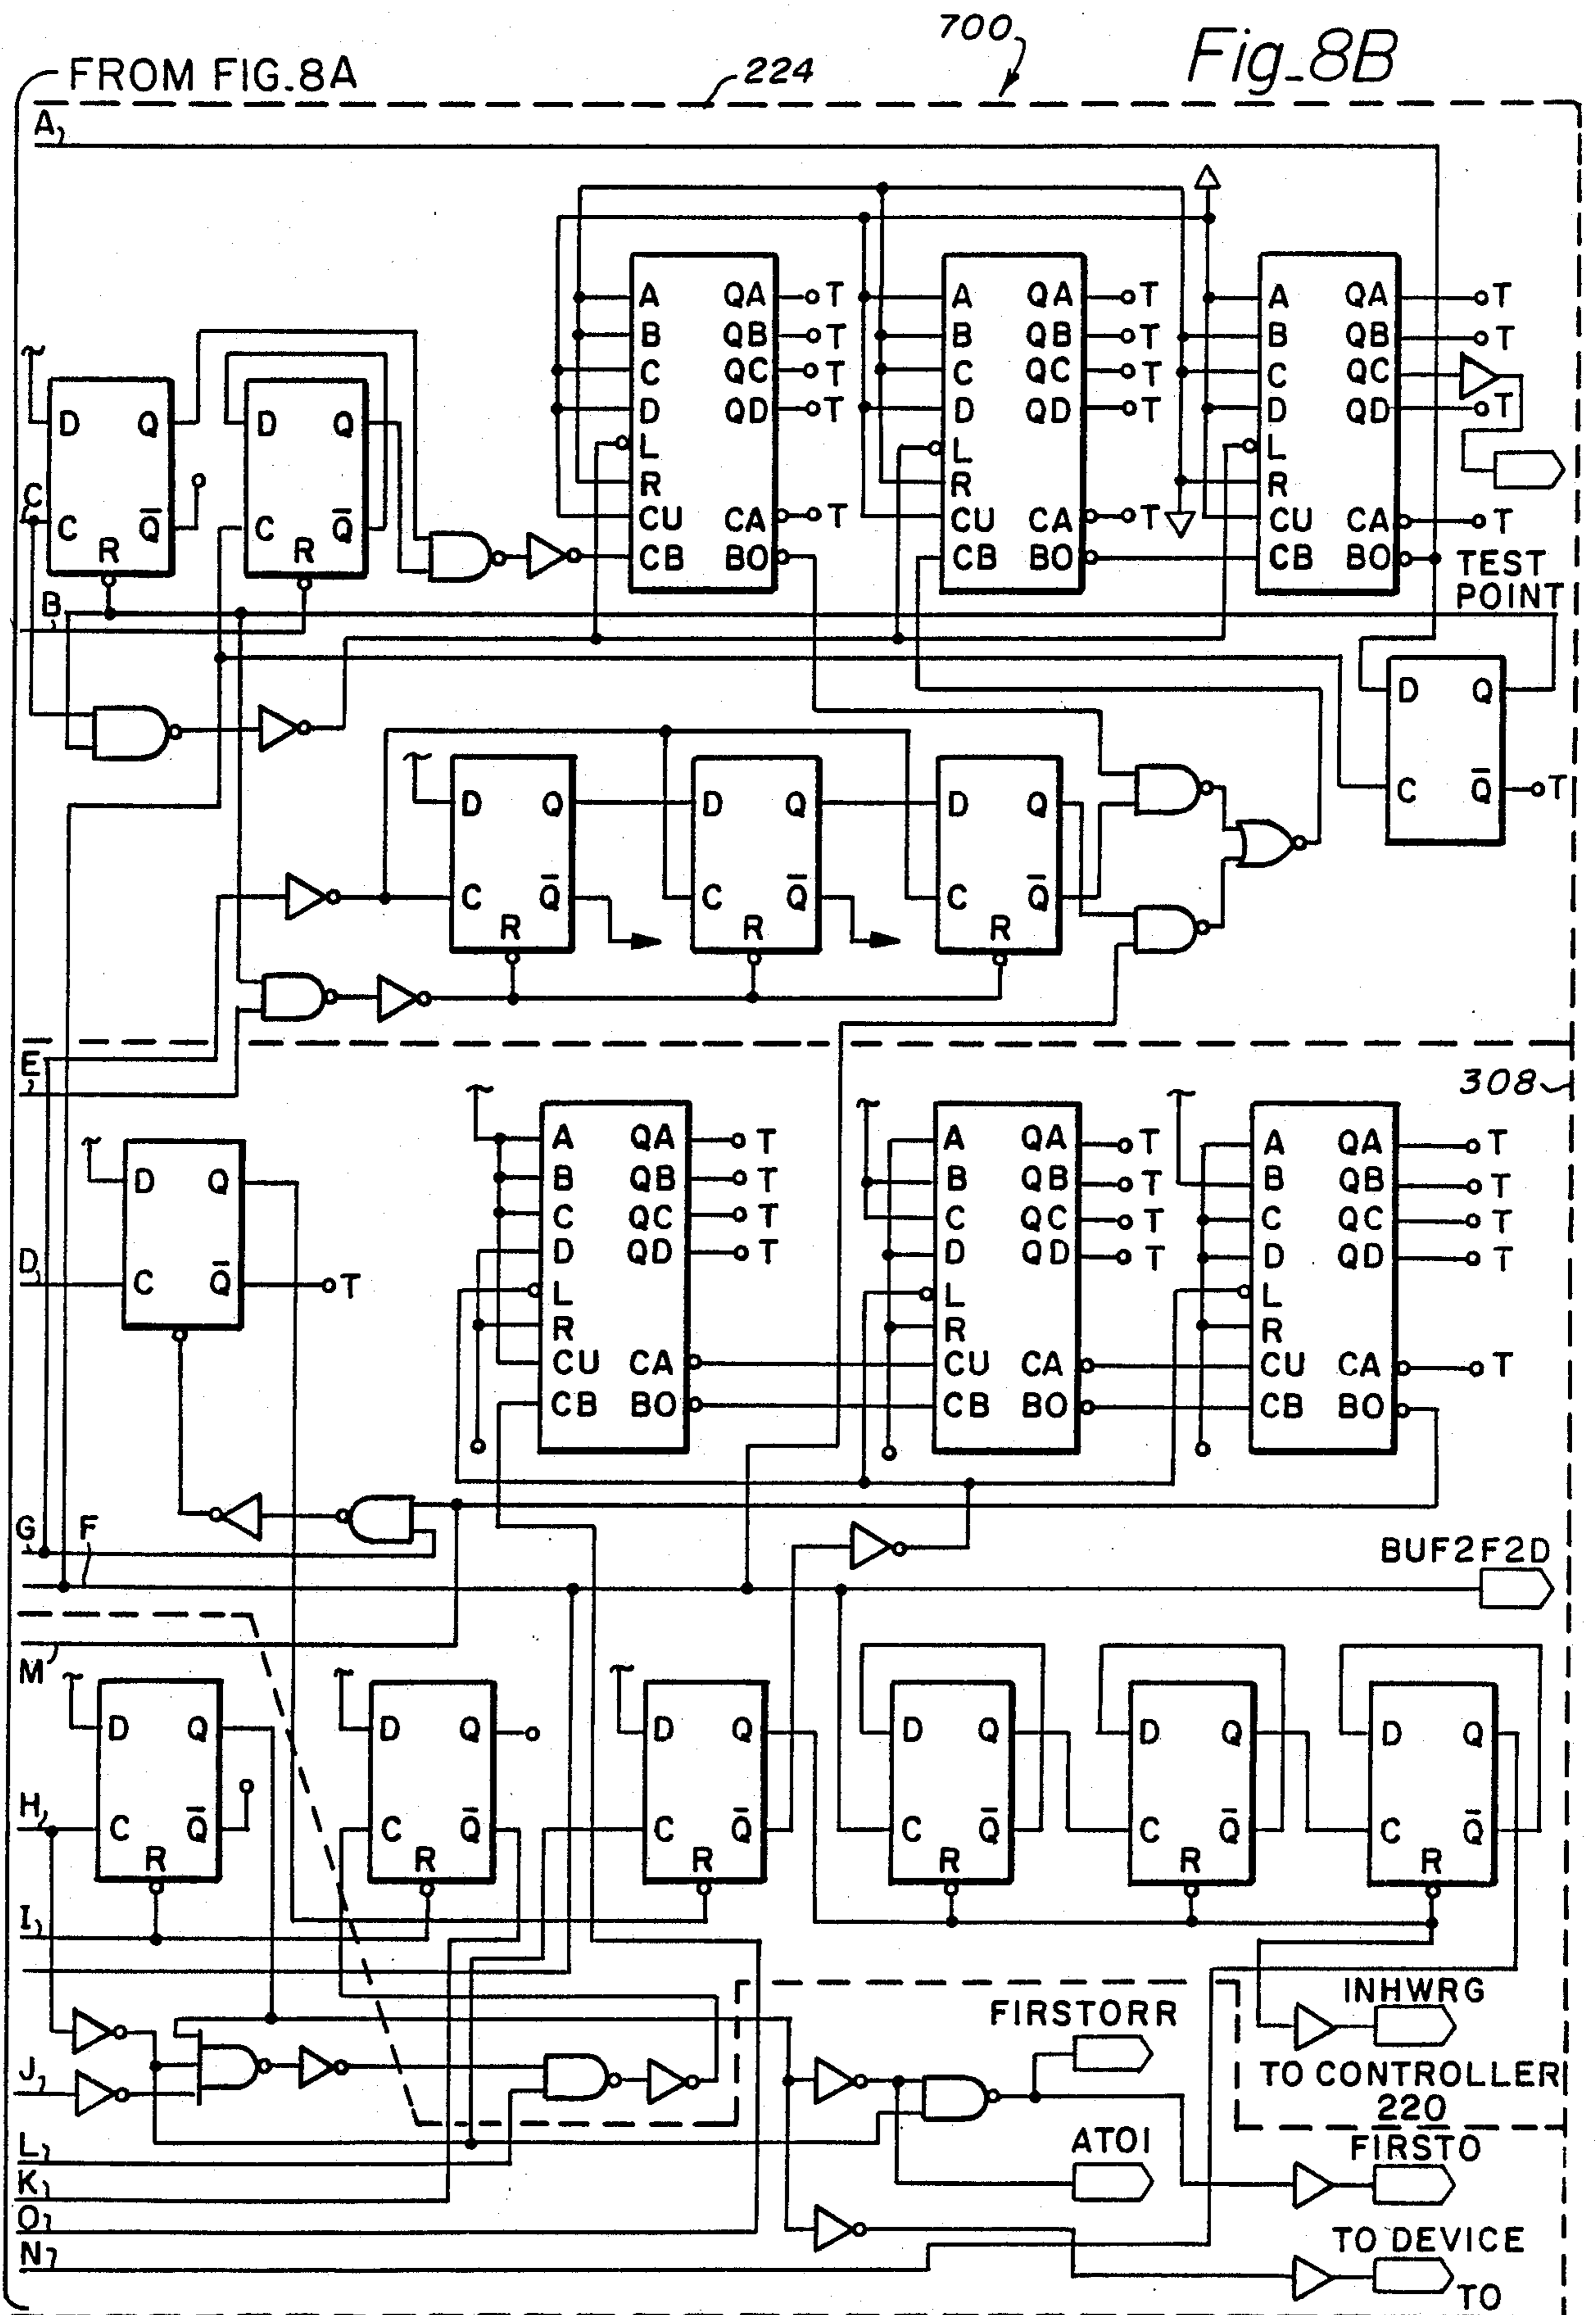 700
Fig_8B
FROM FIG.8A
224
A
A QA T
B QB T
C QC T
D QD T
L
R
CU CA T
CB BO
A QA T
B QB T
C QC T
D QD T
L
R
CU CA T
CB BO
A QA T
B QB T
C QC
D QD T
L
R
CU CA T
CB BO
TEST
POINT
D Q
C Q̅
R
D Q
C Q̅
R
C
B
D Q
C Q̅ T
D Q
C Q̅
R
D Q
C Q̅
R
D Q
C Q̅
R
E
308
D Q
C Q̅ T
D
A QA T
B QB T
C QC T
D QD T
L
R
CU CA
CB BO
A QA T
B QB T
C QC T
D QD T
L
R
CU CA
CB BO
A QA T
B QB T
C QC T
D QD T
L
R
CU CA T
CB BO
G F
BUF2F2D
M
D Q
C Q̅
R
D Q
C Q̅
R
D Q
C Q̅
R
D Q
C Q̅
R
D Q
C Q̅
R
D Q
C Q̅
R
H
I
INHWRG
FIRSTORR
J
TO CONTROLLER
220
L
ATO1
FIRSTO
K
O
N
TO DEVICE
TO